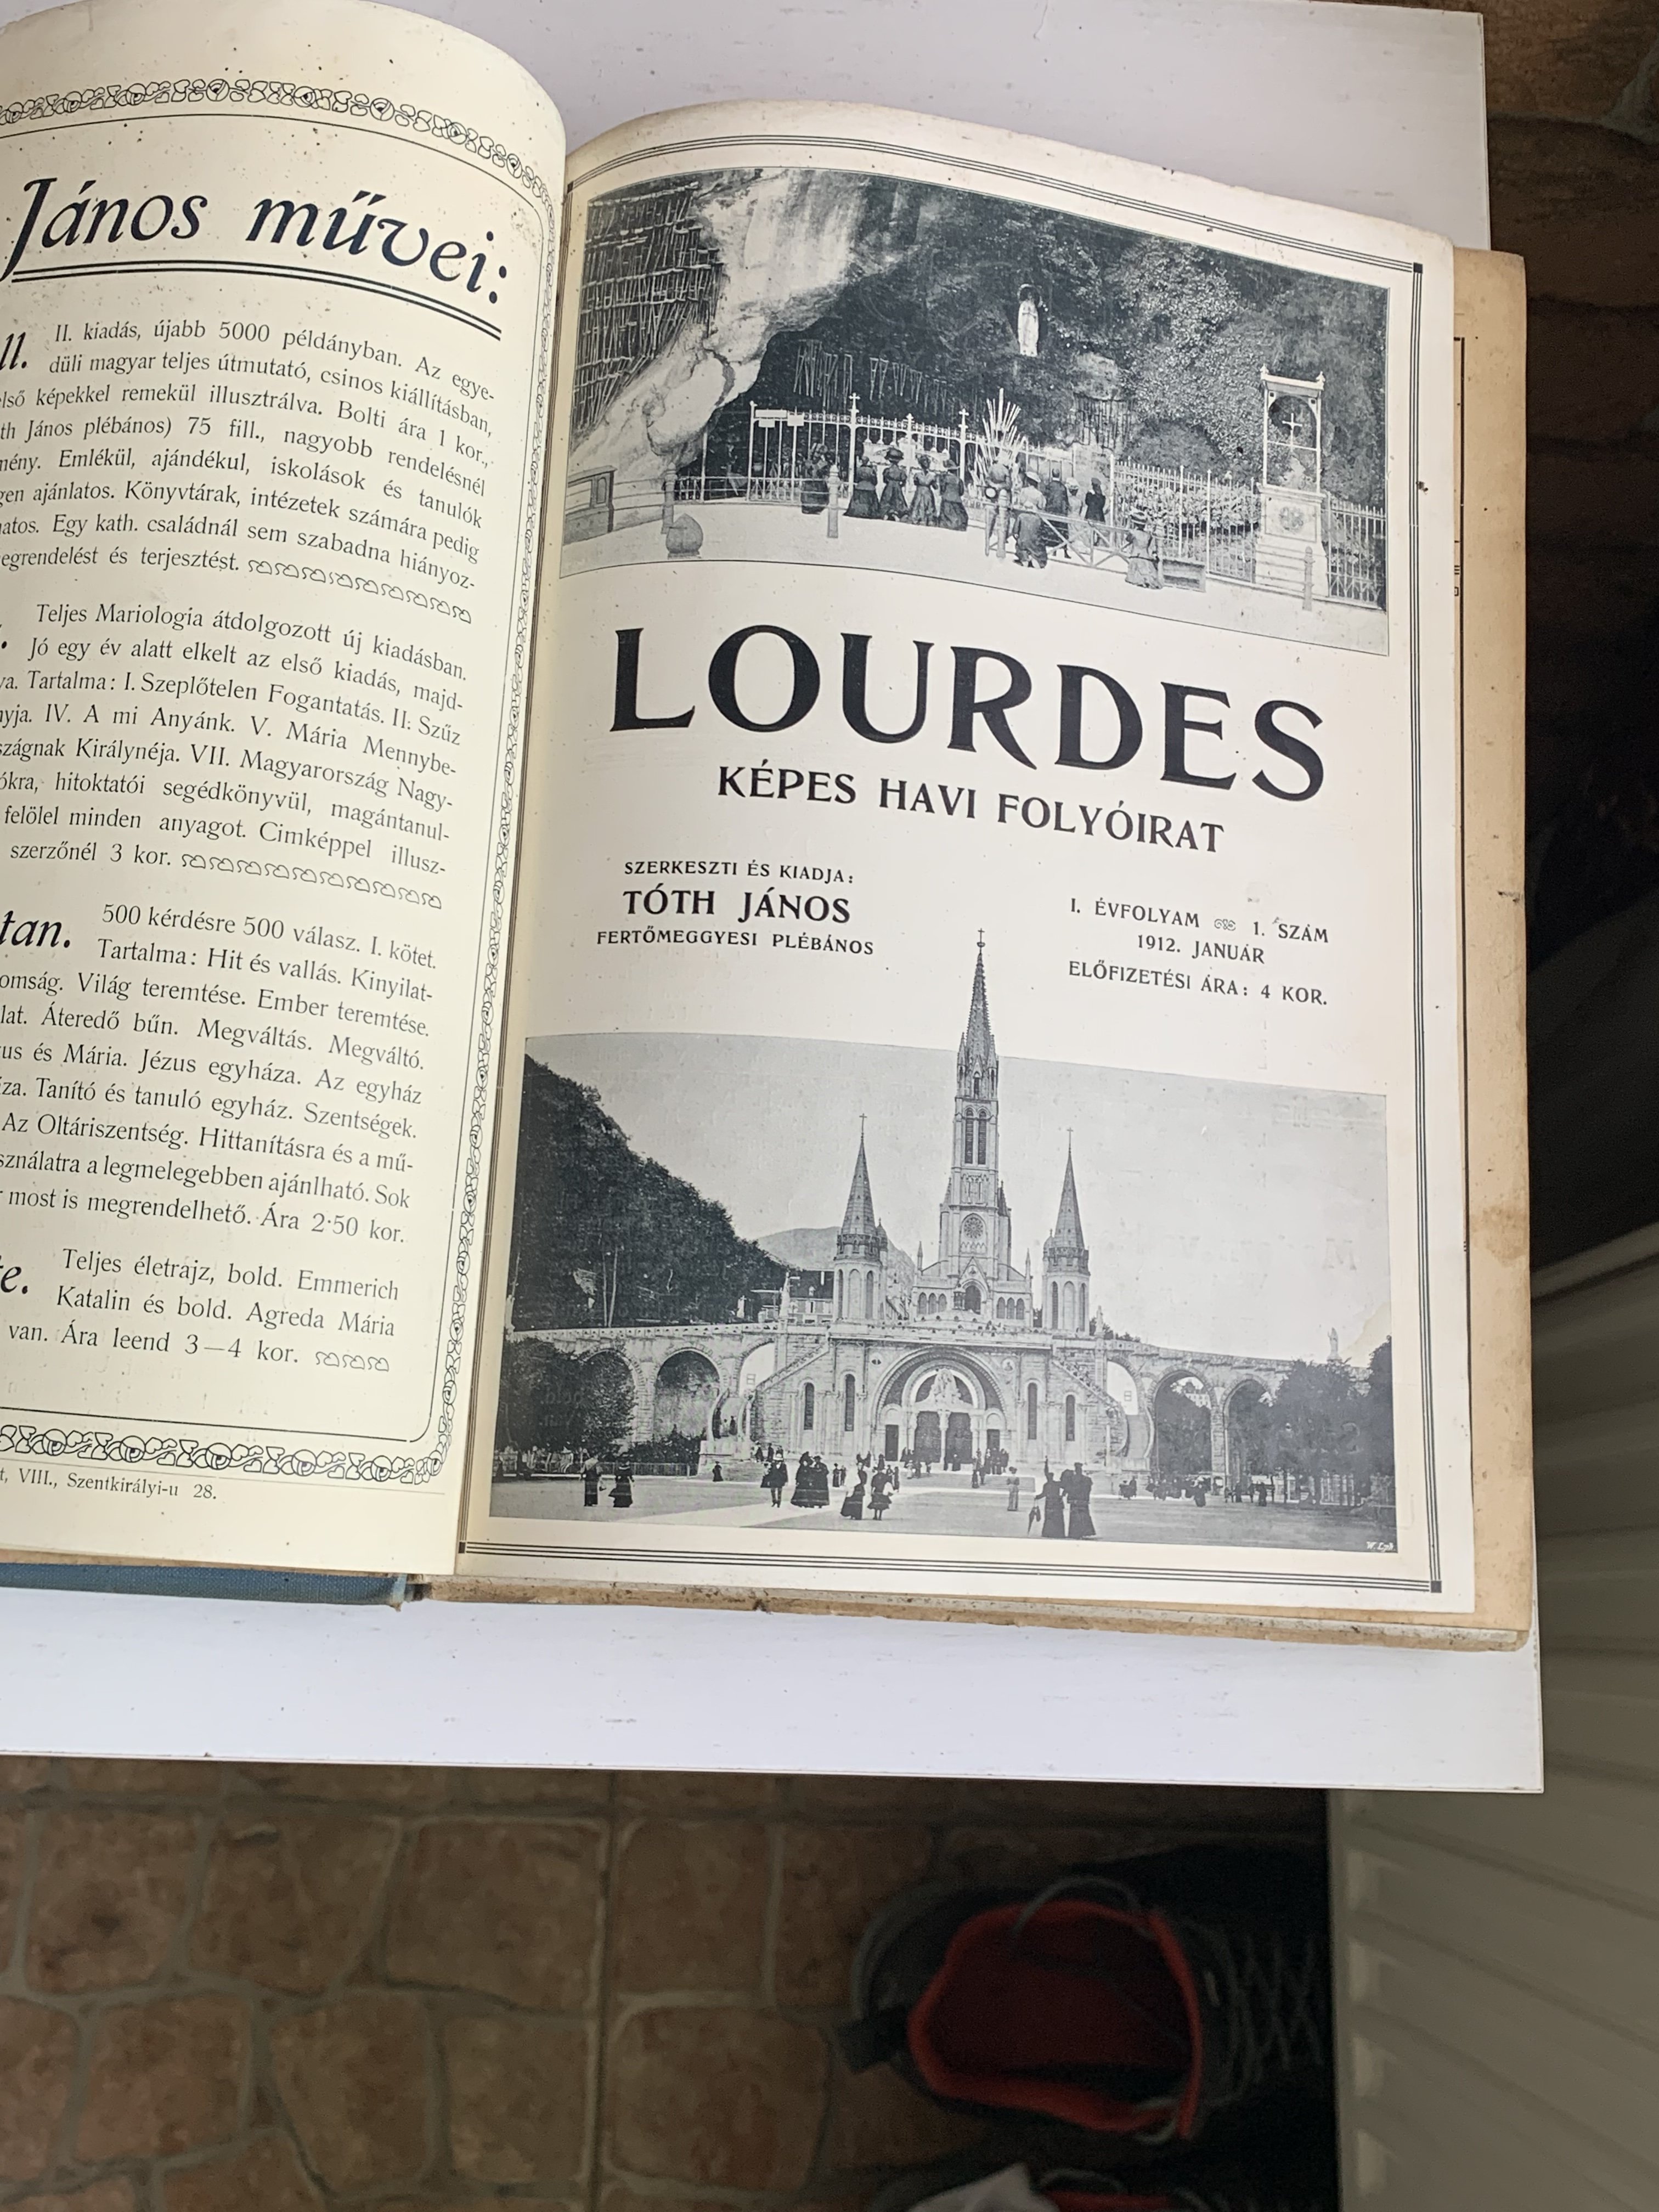 János művei:
II. kiadás, újabb 5000 példányban. Az egye-
düli magyar teljes útmutató, csinos kiállításban,
első képekkel remekül illusztrálva. Bolti ára 1 kor.,
th János plébános) 75 fill., nagyobb rendelésnél
mény. Emlékül, ajándékul, iskolások és tanulók
gen ajánlatos. Könyvtárak, intézetek számára pedig
natos. Egy kath. családnál sem szabadna hiányoz-
egrendelést és terjesztést.
Teljes Mariologia átdolgozott új kiadásban.
Jó egy év alatt elkelt az első kiadás, majd-
va. Tartalma: I. Szeplőtelen Fogantatás. II. Szűz
nyja. IV. A mi Anyánk. V. Mária Mennybe-
szágnak Királynéja. VII. Magyarország Nagy-
ókra, hitoktatói segédkönyvül, magántanul-
felölel minden anyagot. Cimképpel illusz-
szerzőnél 3 kor.
tan. 500 kérdésre 500 válasz. I. kötet.
Tartalma: Hit és vallás. Kinyilat-
omság. Világ teremtése. Ember teremtése.
lat. Áteredő bűn. Megváltás. Megváltó.
us és Mária. Jézus egyháza. Az egyház
za. Tanító és tanuló egyház. Szentségek.
Az Oltáriszentség. Hittanításra és a mű-
sználatra a legmelegebben ajánlható. Sok
most is megrendelhető. Ára 2·50 kor.
e. Teljes életrajz, bold. Emmerich
Katalin és bold. Agreda Mária
van. Ára leend 3—4 kor.
t, VIII., Szentkirályi-u 28.
LOURDES
KÉPES HAVI FOLYÓIRAT
SZERKESZTI ÉS KIADJA:
TÓTH JÁNOS
FERTŐMEGGYESI PLÉBÁNOS
I. ÉVFOLYAM 1. SZÁM
1912. JANUÁR
ELŐFIZETÉSI ÁRA: 4 KOR.